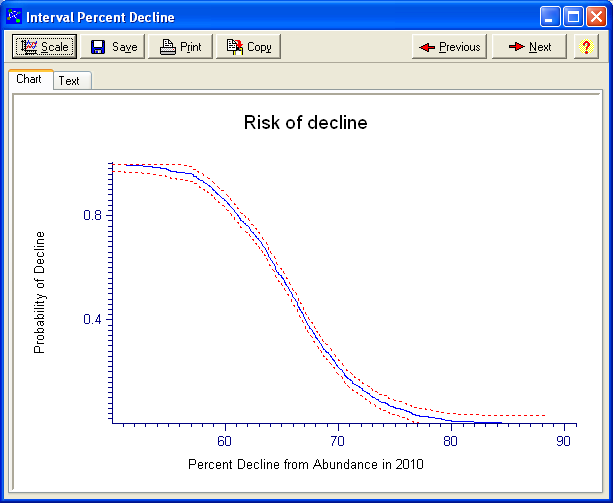 Interval Percent Decline
Scale Save Print Copy Previous Next ?
Chart Text
Risk of decline
Probability of Decline
0.8
0.4
60 70 80 90
Percent Decline from Abundance in 2010